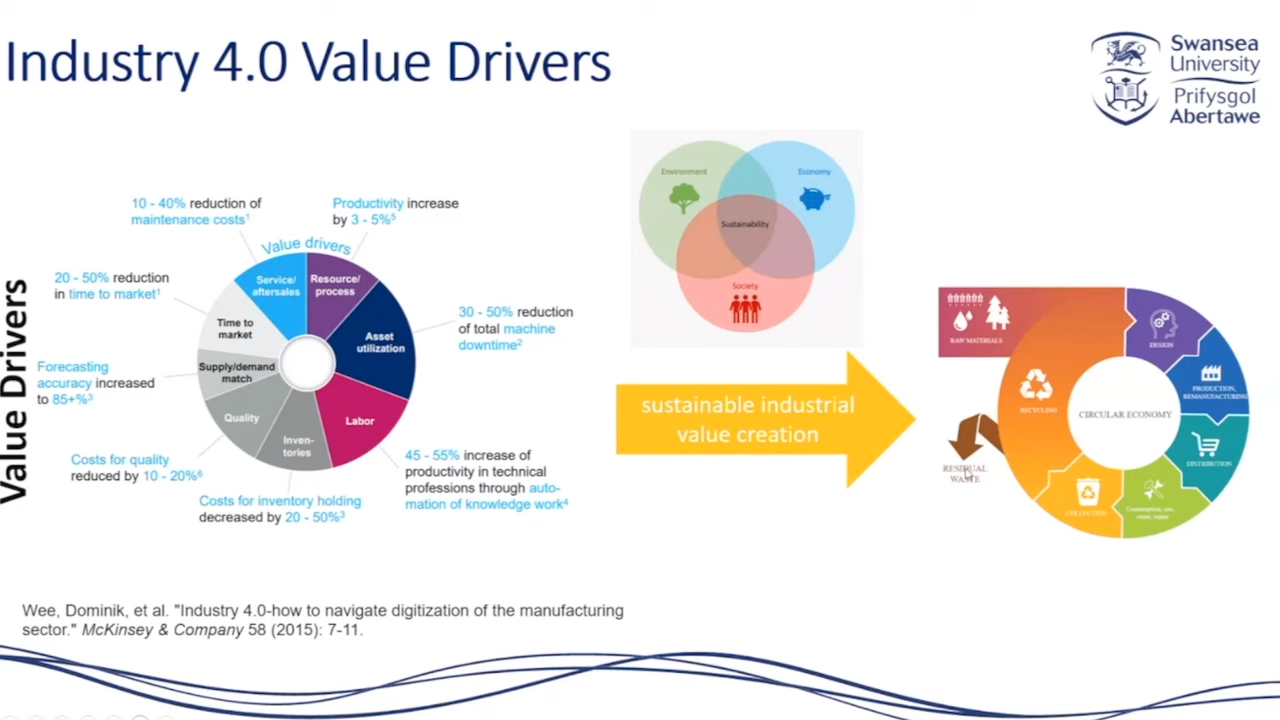 Industry 4.0 Value Drivers
Swansea
University
Prifysgol
Abertawe
Value Drivers
10 - 40% reduction of
maintenance costs¹
Productivity increase
by 3 - 5%⁵
Value drivers
20 - 50% reduction
in time to market¹
Service/
aftersales
Resource/
process
30 - 50% reduction
of total machine
downtime²
Time to
market
Asset
utilization
Forecasting
accuracy increased
to 85+%³
Supply/demand
match
Quality
Labor
Inven-
tories
Costs for quality
reduced by 10 - 20%⁶
45 - 55% increase of
productivity in technical
professions through auto-
mation of knowledge work⁴
Costs for inventory holding
decreased by 20 - 50%³
Environment
Economy
Sustainability
Society
sustainable industrial
value creation
RAW MATERIALS
DESIGN
PRODUCTION,
REMANUFACTURING
RECYCLING
CIRCULAR ECONOMY
DISTRIBUTION
RESIDUAL
WASTE
COLLECTION
Consumption, use,
reuse, repair
Wee, Dominik, et al. "Industry 4.0-how to navigate digitization of the manufacturing
sector." McKinsey & Company 58 (2015): 7-11.